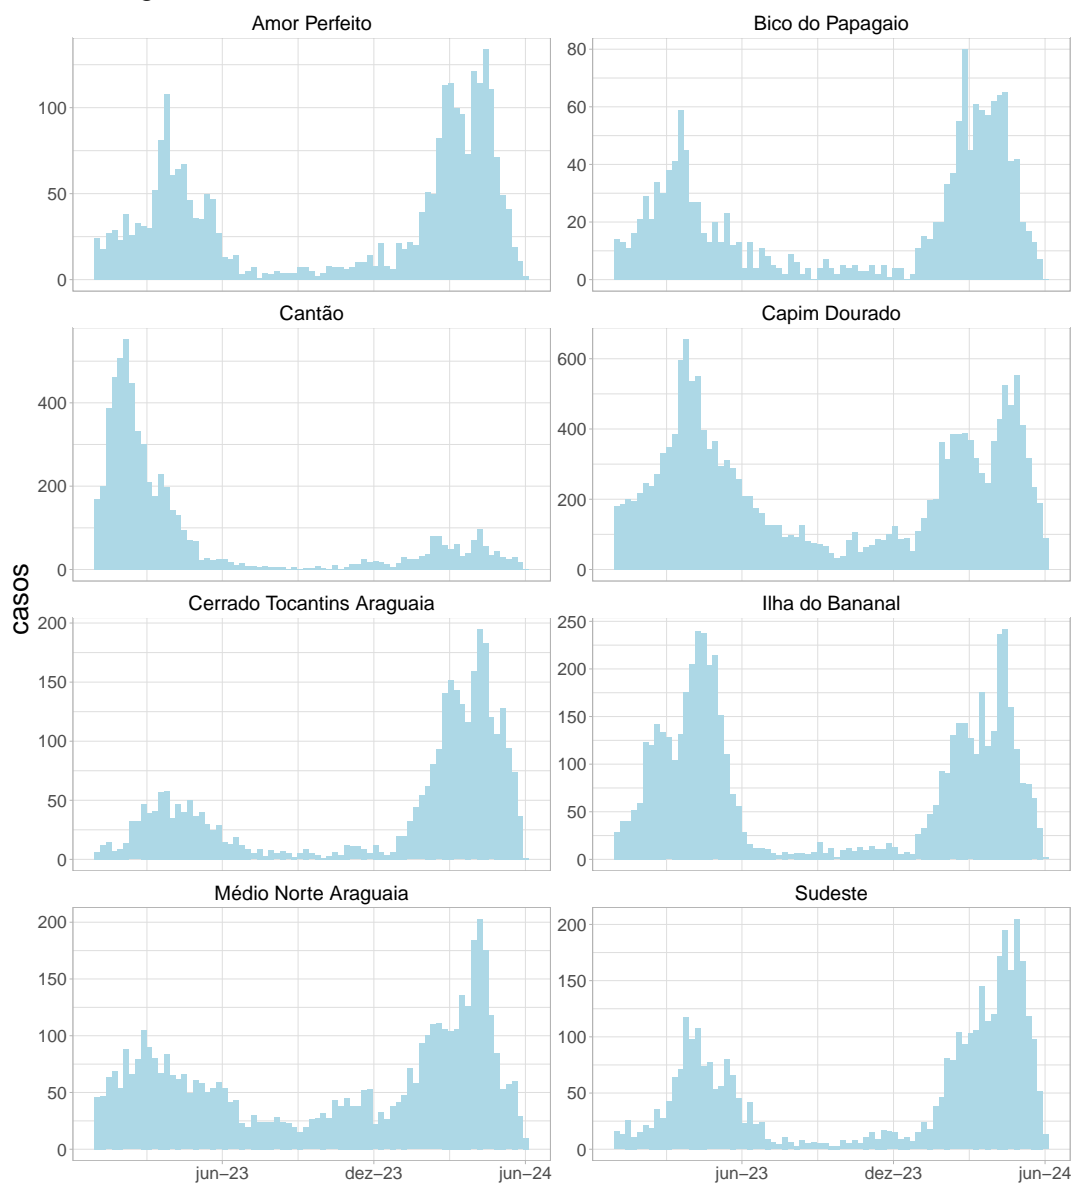 Amor Perfeito
Bico do Papagaio
100
50
0
80
60
40
20
0
Cantão
Capim Dourado
400
200
0
600
400
200
0
casos
Cerrado Tocantins Araguaia
Ilha do Bananal
200
150
100
50
0
250
200
150
100
50
0
Médio Norte Araguaia
Sudeste
200
150
100
50
0
200
150
100
50
0
jun–23
dez–23
jun–24
jun–23
dez–23
jun–24